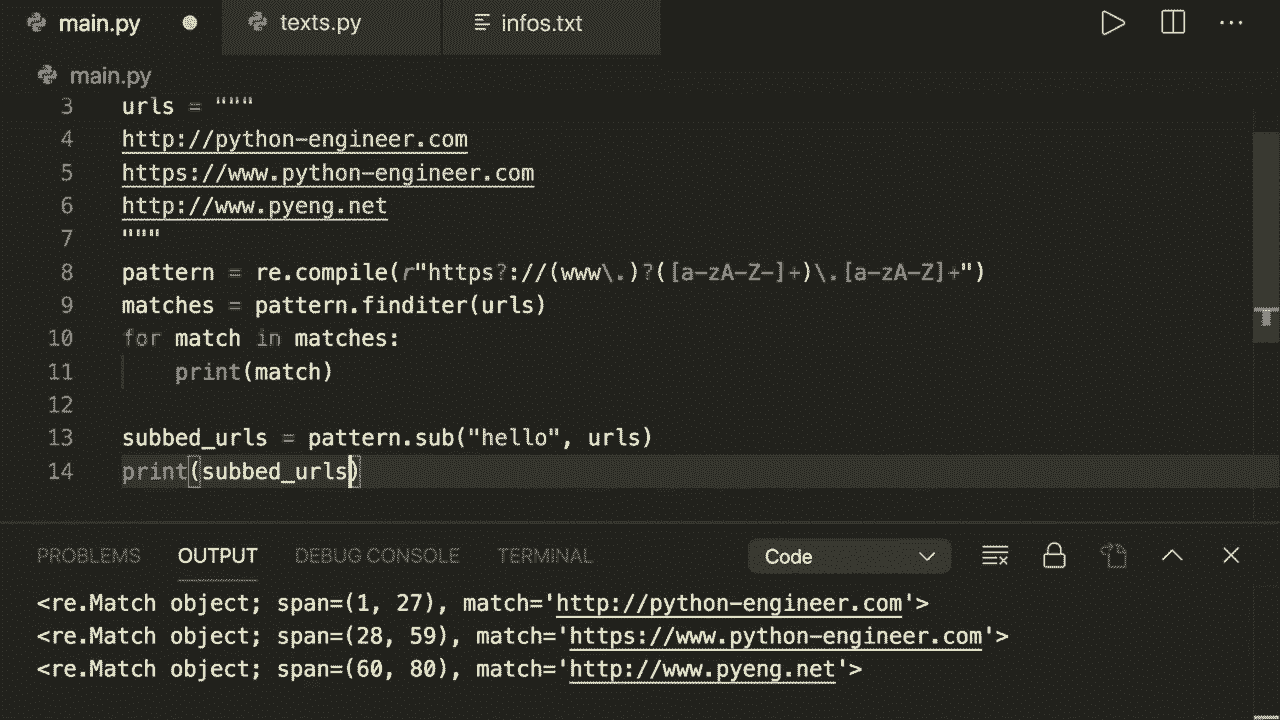 main.py
texts.py
infos.txt
main.py
3 urls = """
4 http://python-engineer.com
5 https://www.python-engineer.com
6 http://www.pyeng.net
7 """
8 pattern = re.compile(r"https?://(www\.)?([a-zA-Z-]+)\.[a-zA-Z]+")
9 matches = pattern.finditer(urls)
10 for match in matches:
11     print(match)
12
13 subbed_urls = pattern.sub("hello", urls)
14 print(subbed_urls)
PROBLEMS OUTPUT DEBUG CONSOLE TERMINAL Code
<re.Match object; span=(1, 27), match='http://python-engineer.com'>
<re.Match object; span=(28, 59), match='https://www.python-engineer.com'>
<re.Match object; span=(60, 80), match='http://www.pyeng.net'>